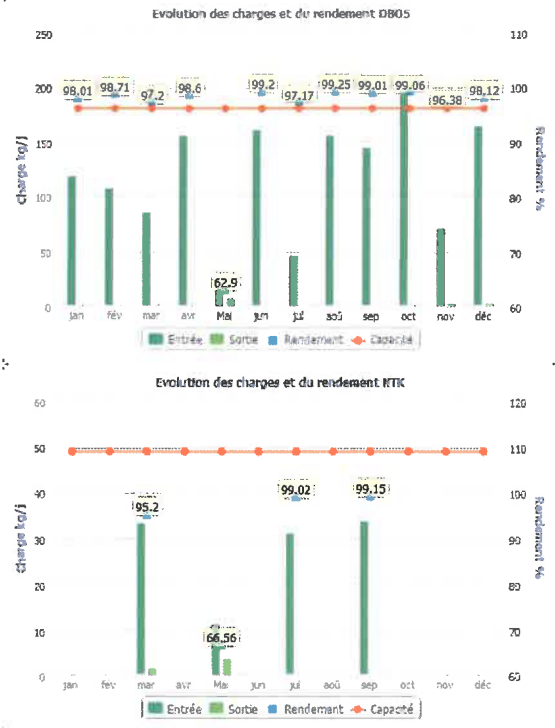 Evolution des charges et du rendement DBO5
250 110
98.01 98.71 97.2 98.6 99.2 97.17 99.25 99.01 99.06 96.38 98.12
200 100
150 90
Charge kg/j Rendement %
100 80
50 70
62.9
0 60
jan fév mar avr Mai jun jul aoû sep oct nov déc
Entrée Sortie Rendement Capacité
Evolution des charges et du rendement NTK
60 120
50 110
40 100
95.2 99.02 99.15
Charge kg/j Rendement %
30 90
20 80
10 70
66.56
0 60
jan fév mar avr Mai jun jul aoû sep oct nov déc
Entrée Sortie Rendement Capacité